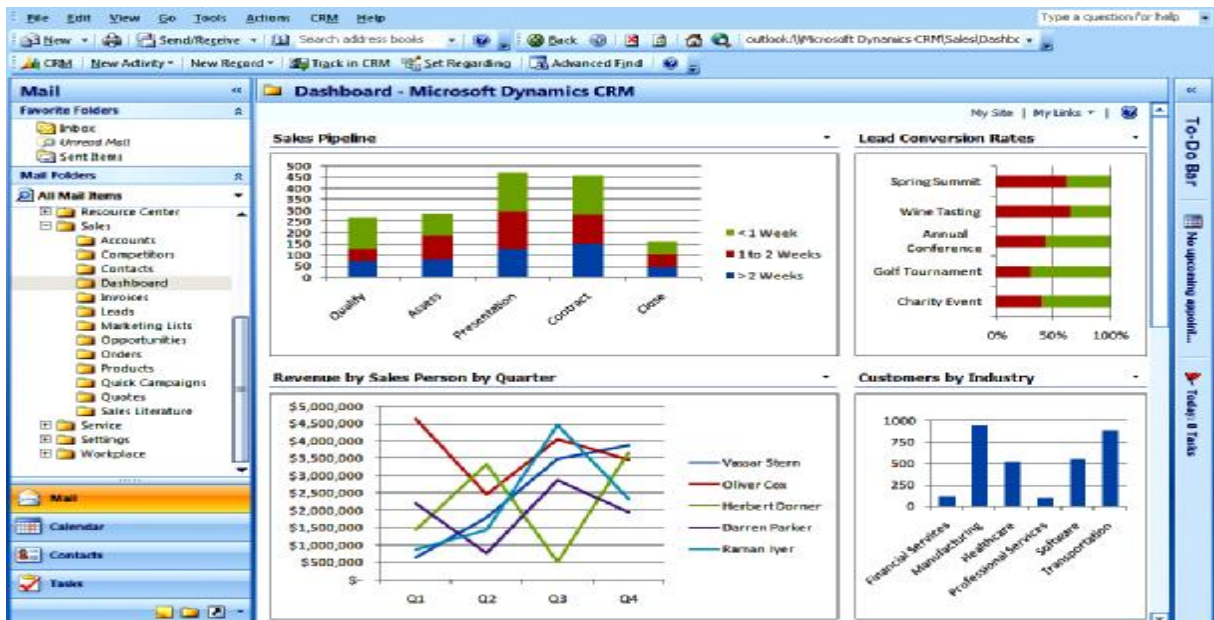 File Edit View Go Tools Actions CRM Help Type a question for help
New Send/Receive Search address books Back outlook:\\Microsoft Dynamics CRM\Sales\Dashbc
CRM New Activity New Record Track in CRM Set Regarding Advanced Find
Mail
Favorite Folders
Inbox
Unread Mail
Sent Items
Mail Folders
All Mail Items
Resource Center
Sales
Accounts
Competitors
Contacts
Dashboard
Invoices
Leads
Marketing Lists
Opportunities
Orders
Products
Quick Campaigns
Quotes
Sales Literature
Service
Settings
Workplace
Mail
Calendar
Contacts
Tasks
Dashboard - Microsoft Dynamics CRM
My Site | My Links |
Sales Pipeline
500
450
400
350
300
250
200
150
100
50
0
Qualify
Assess
Presentation
Contract
Close
< 1 Week
1 to 2 Weeks
> 2 Weeks
Lead Conversion Rates
Spring Summit
Wine Tasting
Annual
Conference
Golf Tournament
Charity Event
0% 50% 100%
Revenue by Sales Person by Quarter
$5,000,000
$4,500,000
$4,000,000
$3,500,000
$3,000,000
$2,500,000
$2,000,000
$1,500,000
$1,000,000
$500,000
$-
Q1 Q2 Q3 Q4
Vassar Stern
Oliver Cox
Herbert Dorner
Darren Parker
Raman Iyer
Customers by Industry
1000
750
500
250
0
Financial Services
Manufacturing
Healthcare
Professional Services
Software
Transportation
To-Do Bar
No upcoming appoint...
Today: 0 Tasks